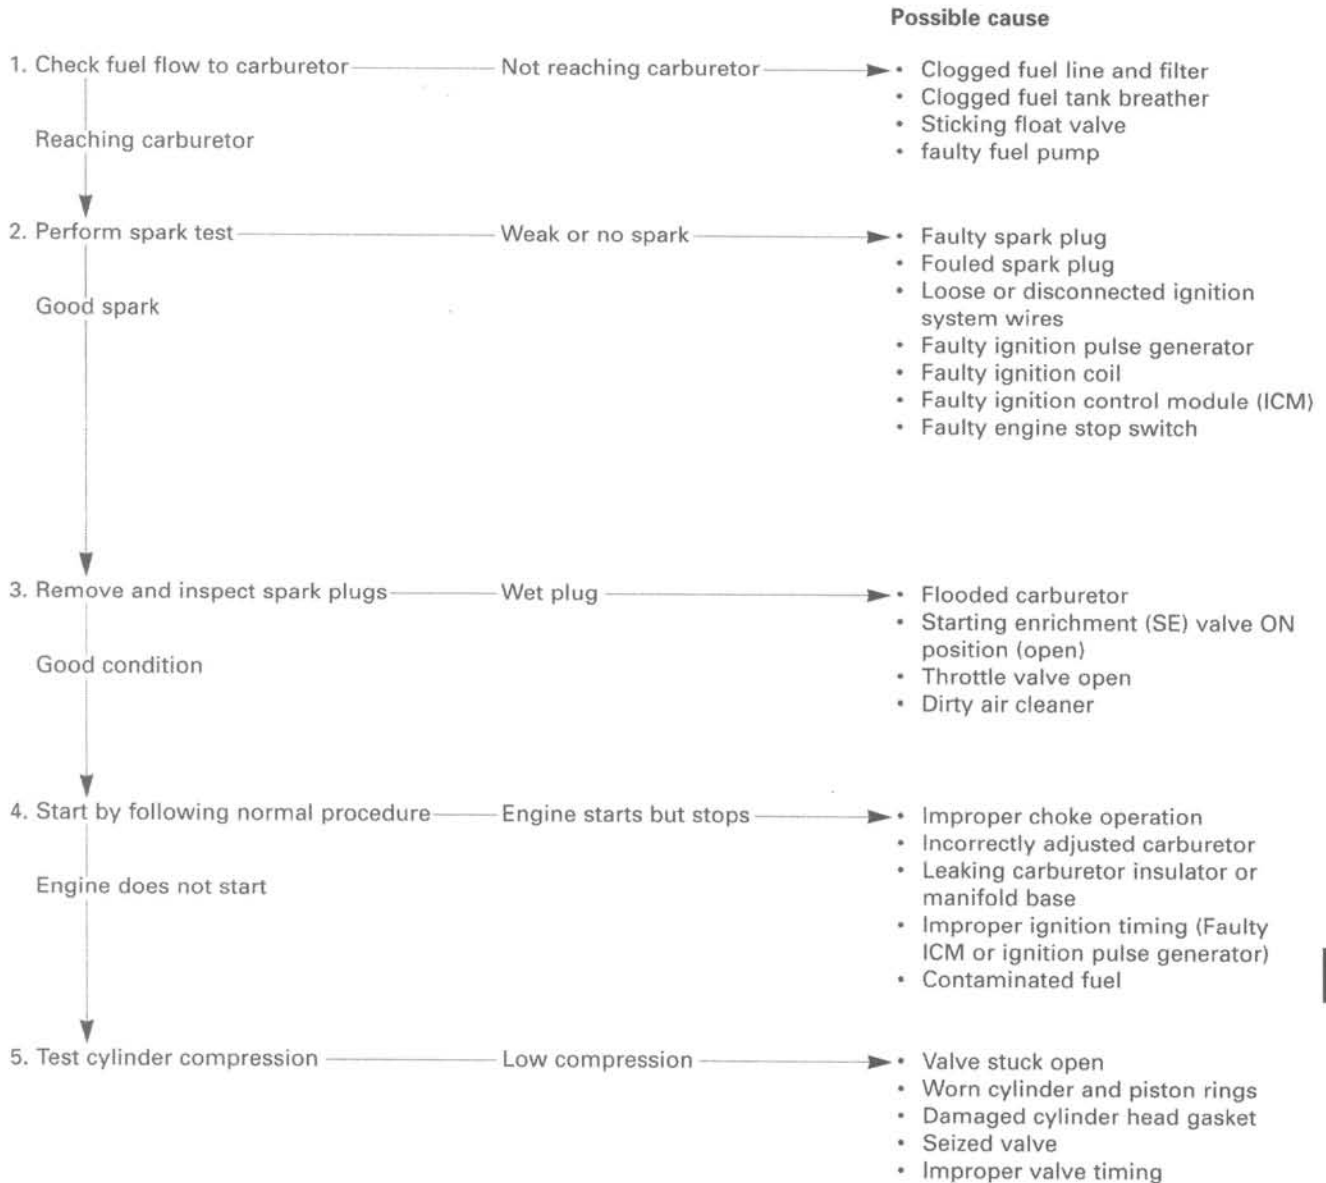 Possible cause
1. Check fuel flow to carburetor Not reaching carburetor • Clogged fuel line and filter
• Clogged fuel tank breather
• Sticking float valve
Reaching carburetor
• faulty fuel pump
2. Perform spark test Weak or no spark • Faulty spark plug
• Fouled spark plug
Good spark
• Loose or disconnected ignition
system wires
• Faulty ignition pulse generator
• Faulty ignition coil
• Faulty ignition control module (ICM)
• Faulty engine stop switch
3. Remove and inspect spark plugs Wet plug • Flooded carburetor
• Starting enrichment (SE) valve ON
position (open)
Good condition
• Throttle valve open
• Dirty air cleaner
4. Start by following normal procedure Engine starts but stops • Improper choke operation
• Incorrectly adjusted carburetor
• Leaking carburetor insulator or
manifold base
Engine does not start
• Improper ignition timing (Faulty
ICM or ignition pulse generator)
• Contaminated fuel
5. Test cylinder compression Low compression • Valve stuck open
• Worn cylinder and piston rings
• Damaged cylinder head gasket
• Seized valve
• Improper valve timing